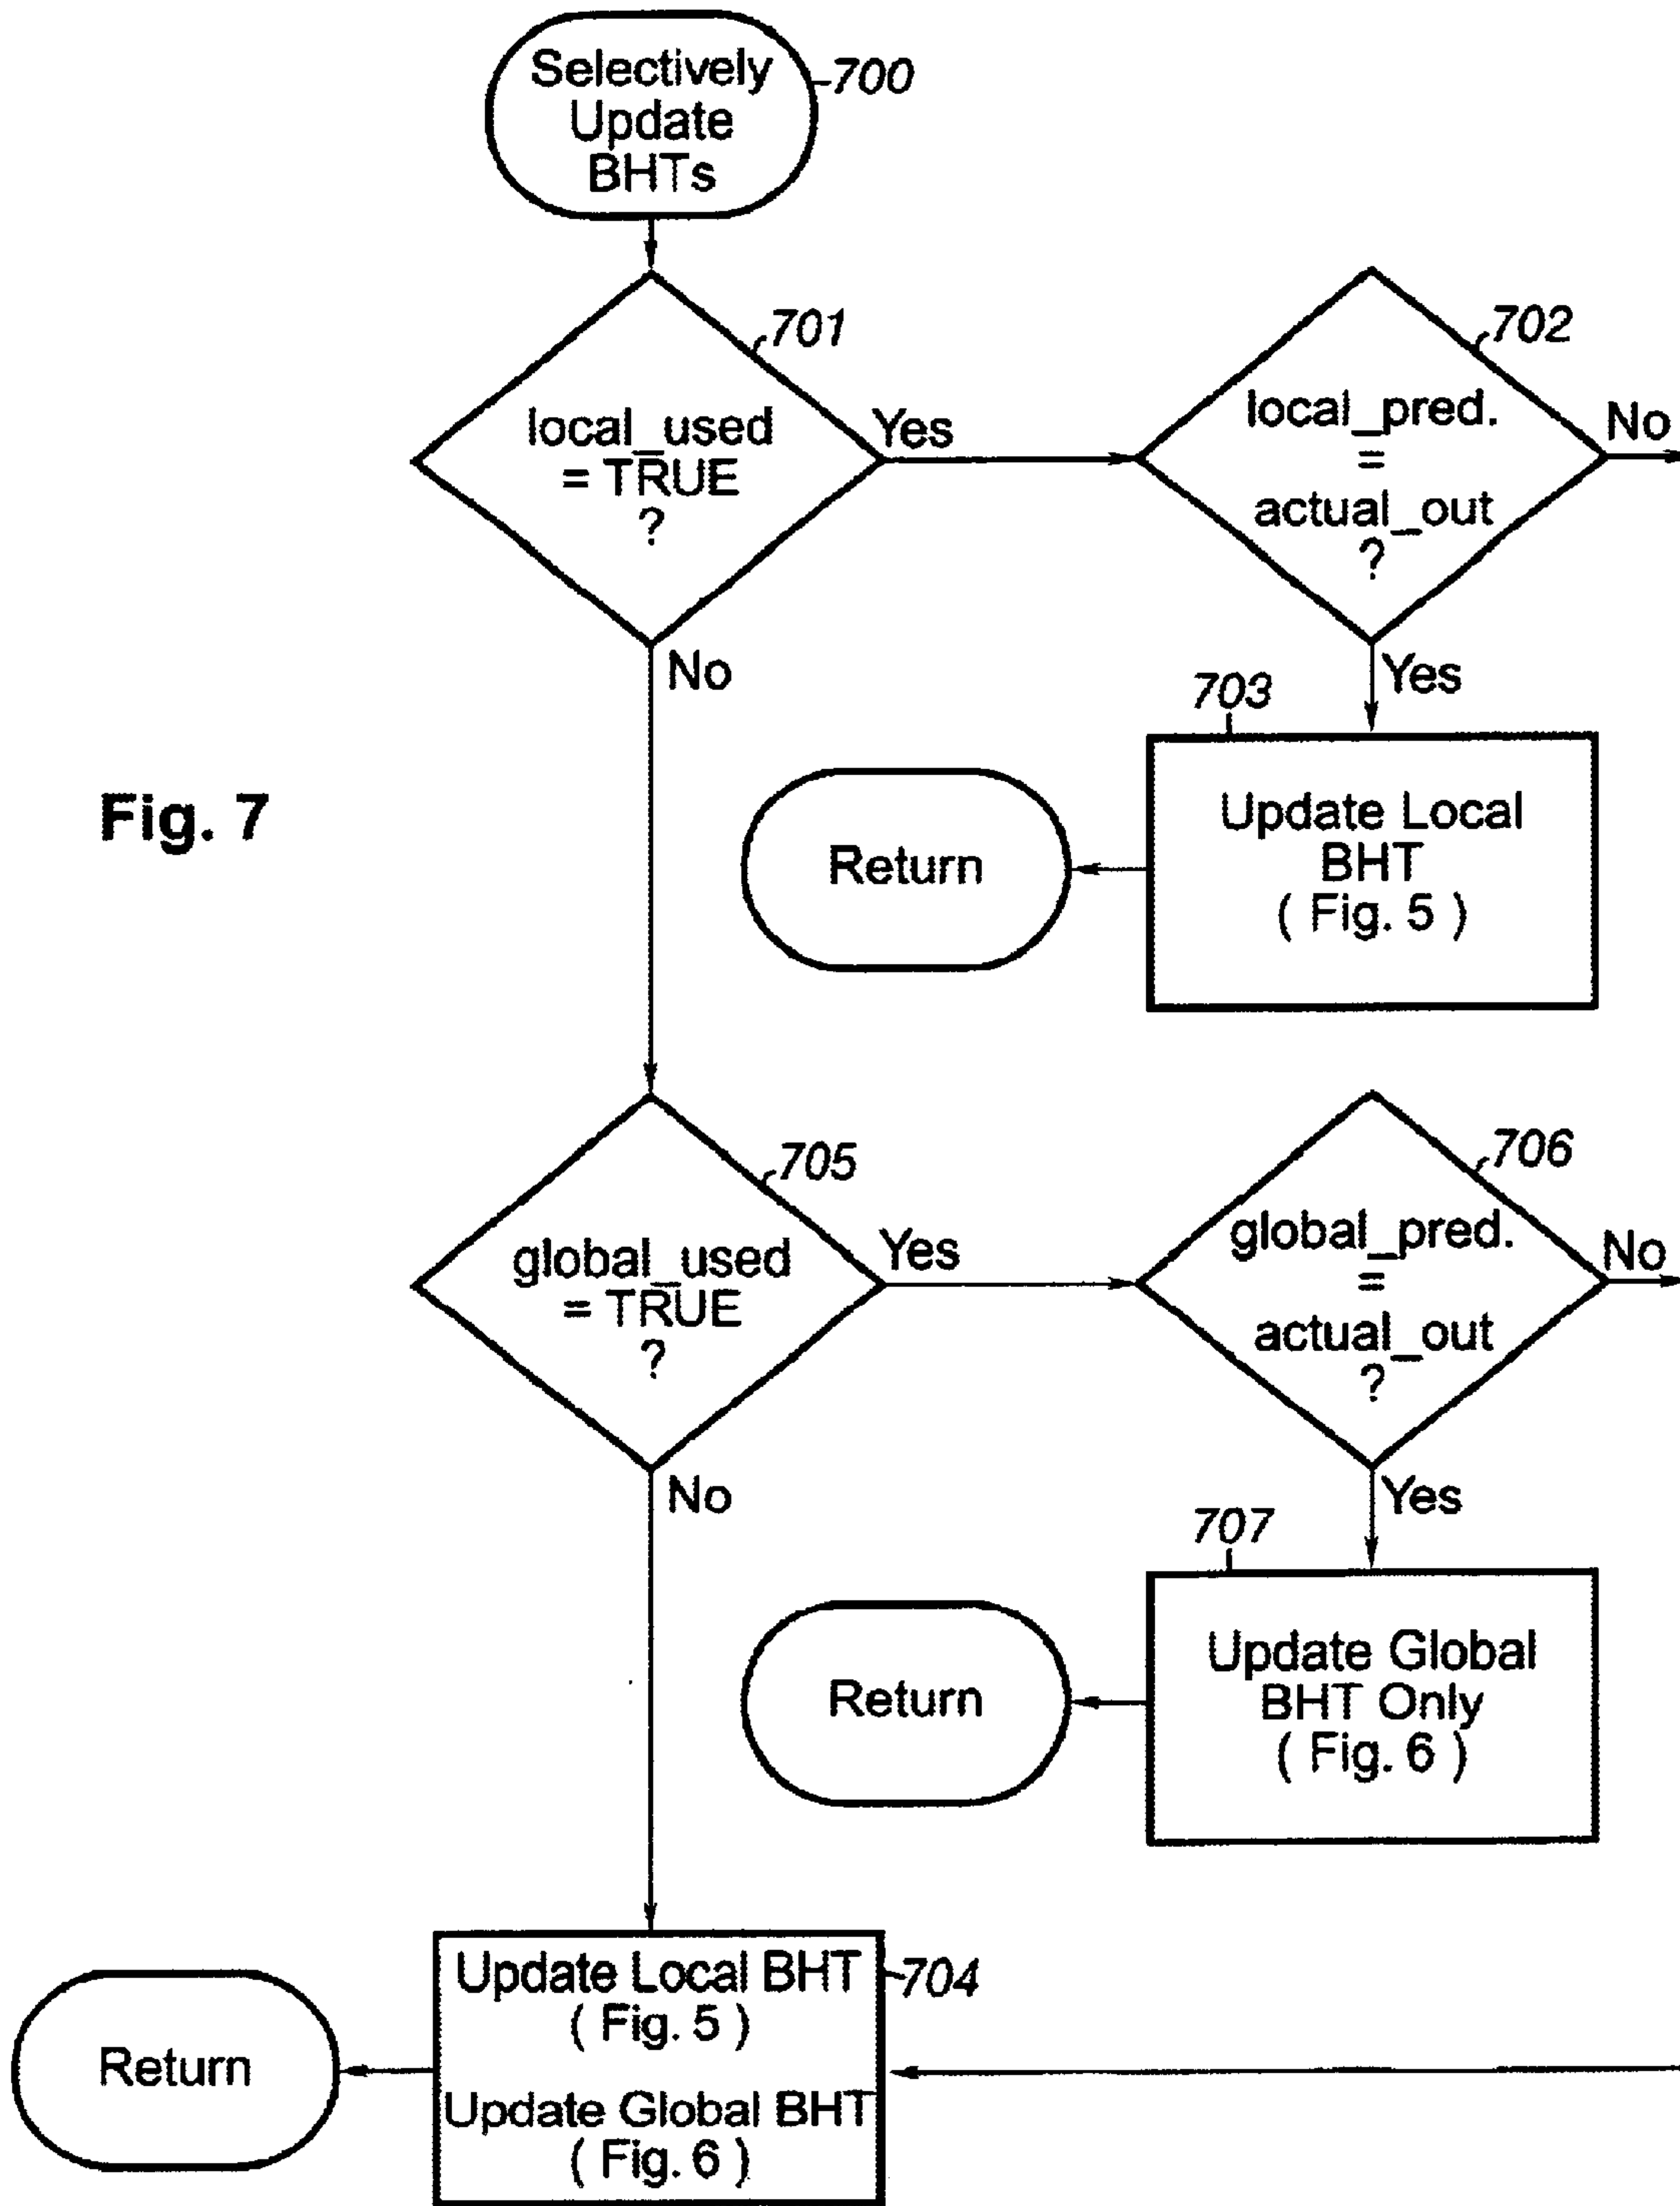 Selectively
Update
BHTs
700
701
local_used
= TRUE
?
Yes
No
702
local_pred.
=
actual_out
?
No
Yes
703
Update Local
BHT
( Fig. 5 )
Return
Fig. 7
705
global_used
= TRUE
?
Yes
No
706
global_pred.
=
actual_out
?
No
Yes
707
Update Global
BHT Only
( Fig. 6 )
Return
Update Local BHT
( Fig. 5 )
Update Global BHT
( Fig. 6 )
704
Return